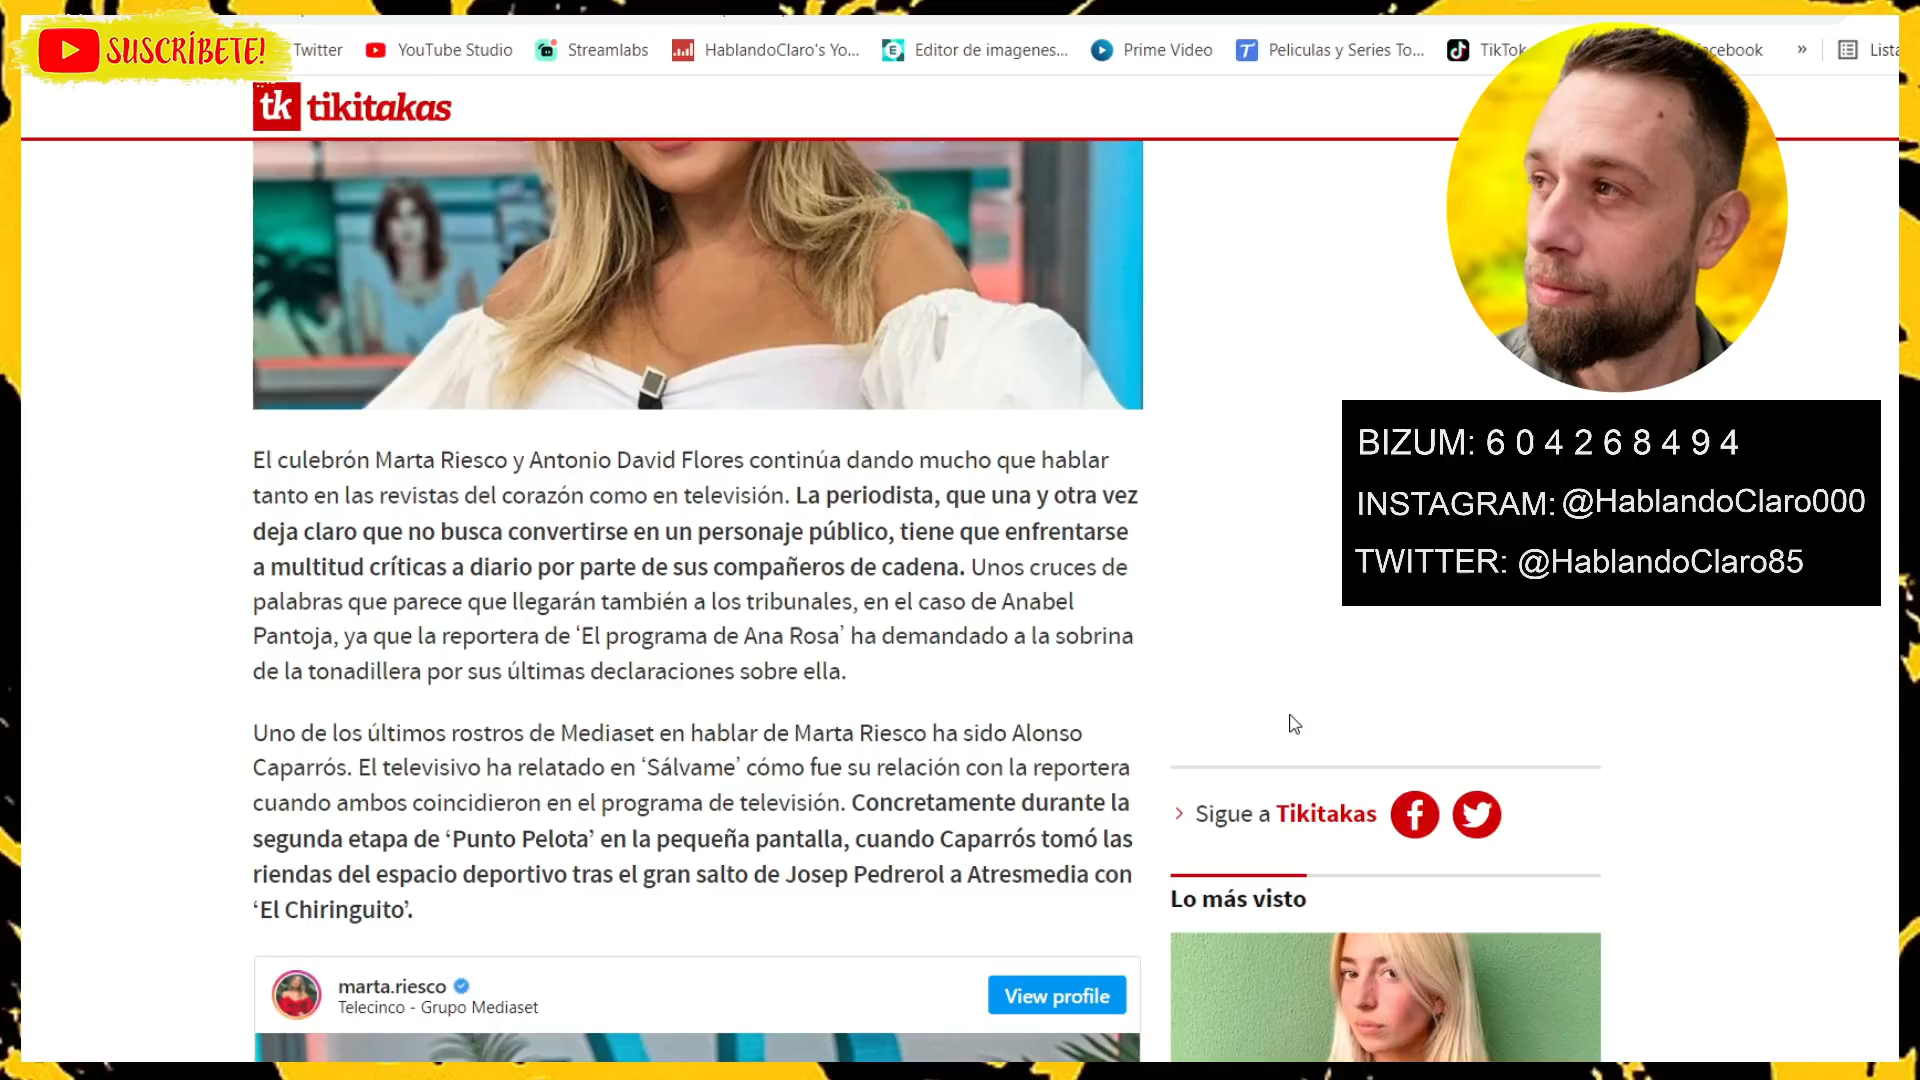 SUSCRÍBETE!
Twitter
YouTube Studio
Streamlabs
HablandoClaro's Yo...
Editor de imagenes...
Prime Video
Peliculas y Series To...
TikTok
» 
tk tikitakas
BIZUM: 6 0 4 2 6 8 4 9 4
INSTAGRAM: @HablandoClaro000
TWITTER: @HablandoClaro85
El culebrón Marta Riesco y Antonio David Flores continúa dando mucho que hablar
tanto en las revistas del corazón como en televisión. La periodista, que una y otra vez
deja claro que no busca convertirse en un personaje público, tiene que enfrentarse
a multitud críticas a diario por parte de sus compañeros de cadena. Unos cruces de
palabras que parece que llegarán también a los tribunales, en el caso de Anabel
Pantoja, ya que la reportera de ‘El programa de Ana Rosa’ ha demandado a la sobrina
de la tonadillera por sus últimas declaraciones sobre ella.
Uno de los últimos rostros de Mediaset en hablar de Marta Riesco ha sido Alonso
Caparrós. El televisivo ha relatado en ‘Sálvame’ cómo fue su relación con la reportera
cuando ambos coincidieron en el programa de televisión. Concretamente durante la
segunda etapa de ‘Punto Pelota’ en la pequeña pantalla, cuando Caparrós tomó las
riendas del espacio deportivo tras el gran salto de Josep Pedrerol a Atresmedia con
‘El Chiringuito’.
Sigue a Tikitakas
Lo más visto
marta.riesco
Telecinco - Grupo Mediaset
View profile